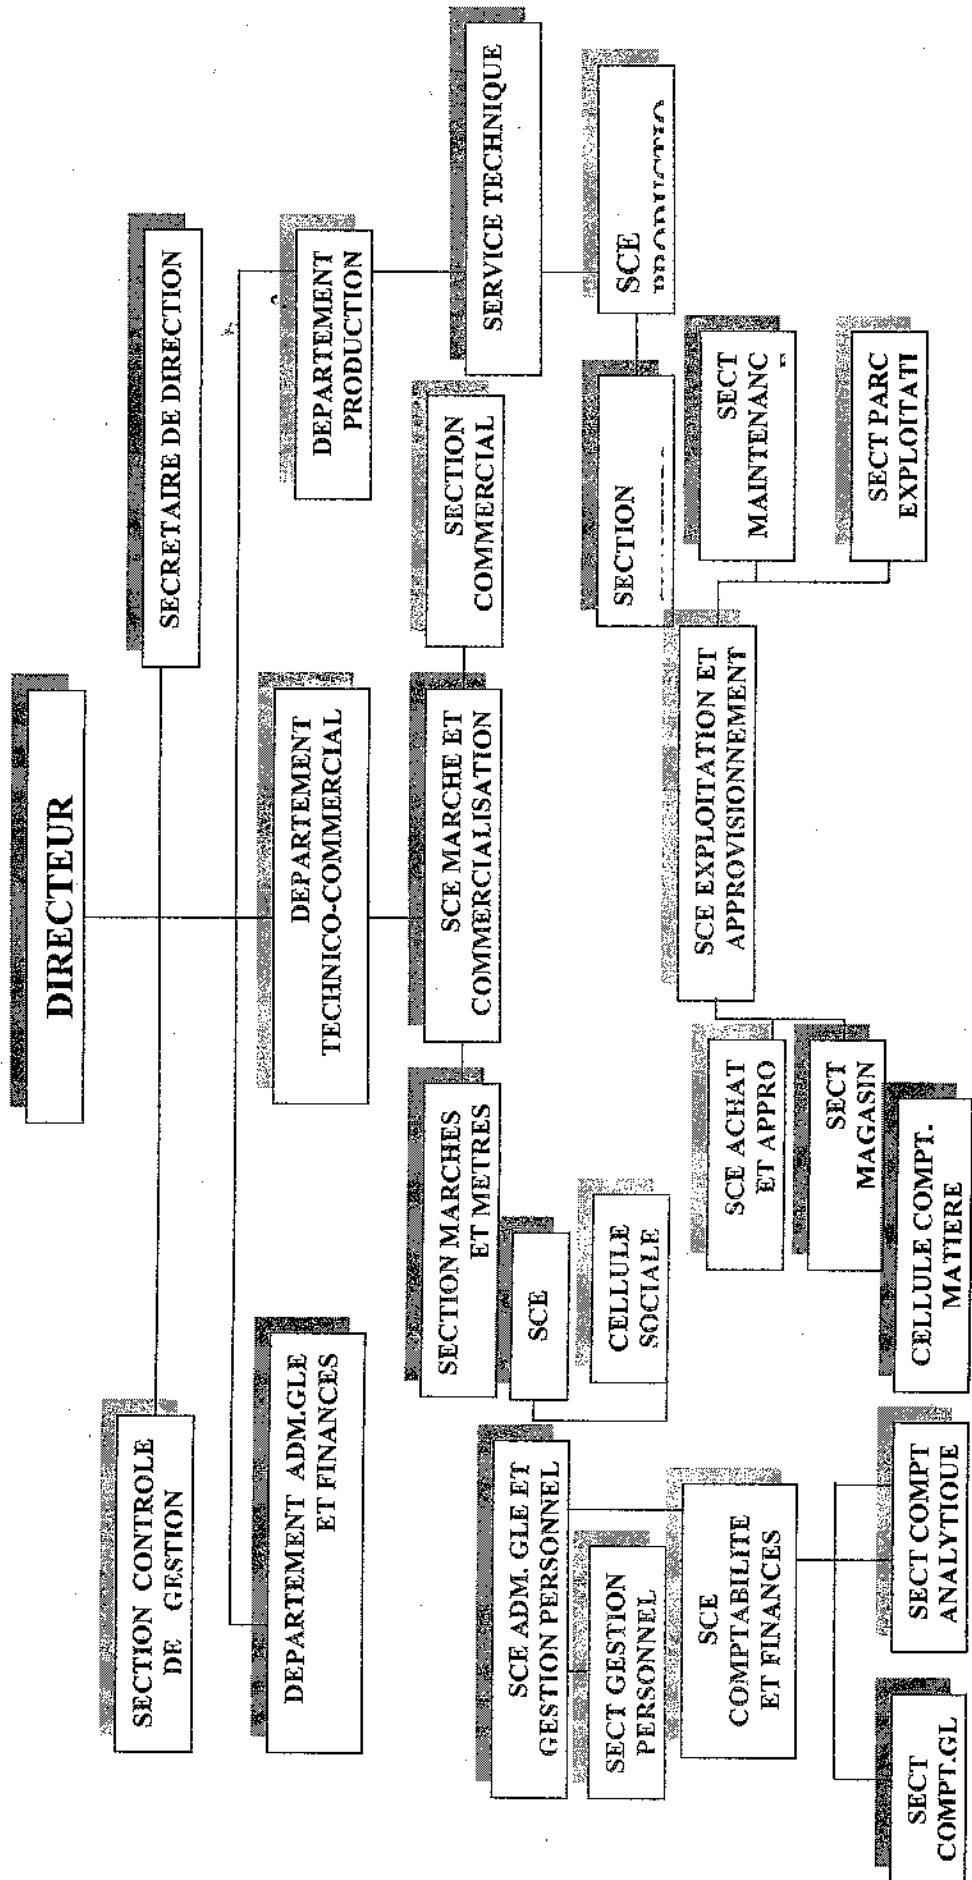 DIRECTEUR
SECTION CONTROLE
DE GESTION
SECRETAIRE DE DIRECTION
DEPARTEMENT ADM.GLE
ET FINANCES
DEPARTEMENT
TECHNICO-COMMERCIAL
DEPARTEMENT
PRODUCTION
SCE ADM. GLE ET
GESTION PERSONNEL
SECTION MARCHES
ET METRES
SCE MARCHE ET
COMMERCIALISATION
SECTION
COMMERCIAL
SERVICE TECHNIQUE
SCE
SECT GESTION
PERSONNEL
CELLULE
SOCIALE
SECTION
SCE
PRODUCTIO
SCE
COMPTABILITE
ET FINANCES
SCE EXPLOITATION ET
APPROVISIONNEMENT
SECT
MAINTENANC
SCE ACHAT
ET APPRO
SECT
MAGASIN
SECT PARC
EXPLOITATI
SECT
COMPT.GL
SECT COMPT
ANALYTIQUE
CELLULE COMPT.
MATIERE